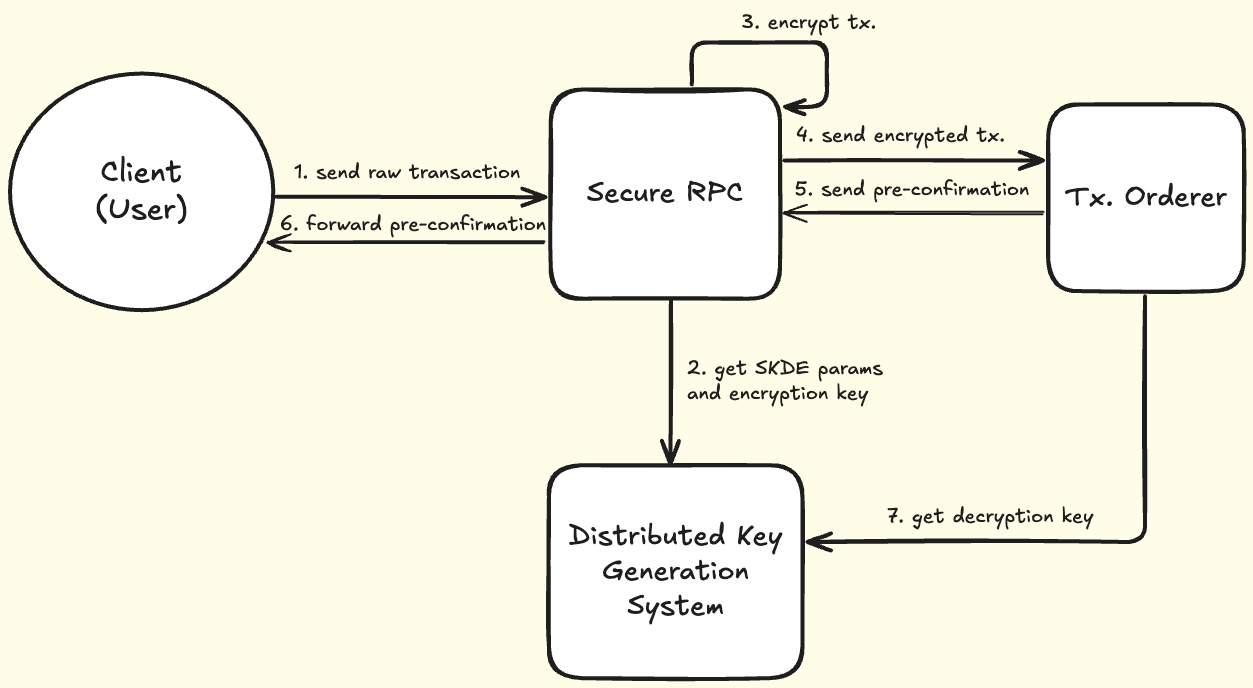 3. encrypt tx.
Client
(User)
1. send raw transaction
6. forward pre-confirmation
Secure RPC
4. send encrypted tx.
5. send pre-confirmation
Tx. Orderer
2. get SKDE params
and encryption key
7. get decryption key
Distributed Key
Generation
System